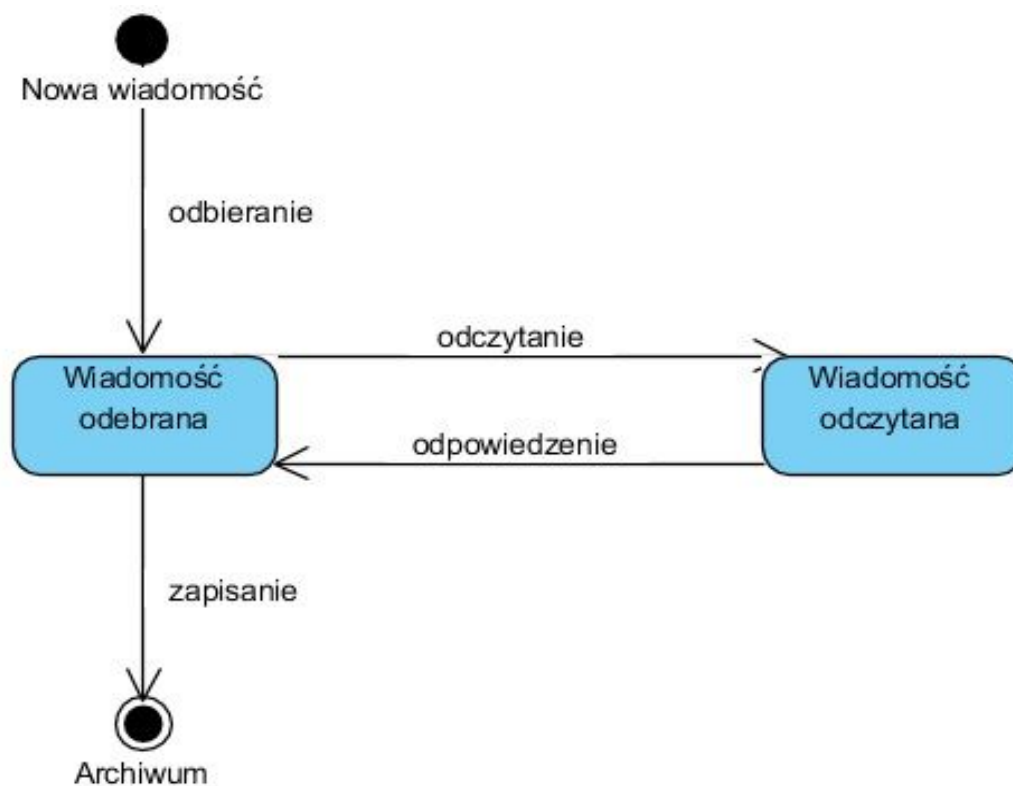 Nowa wiadomość
odbieranie
odczytanie
Wiadomość
odebrana
Wiadomość
odczytana
odpowiedzenie
zapisanie
Archiwum